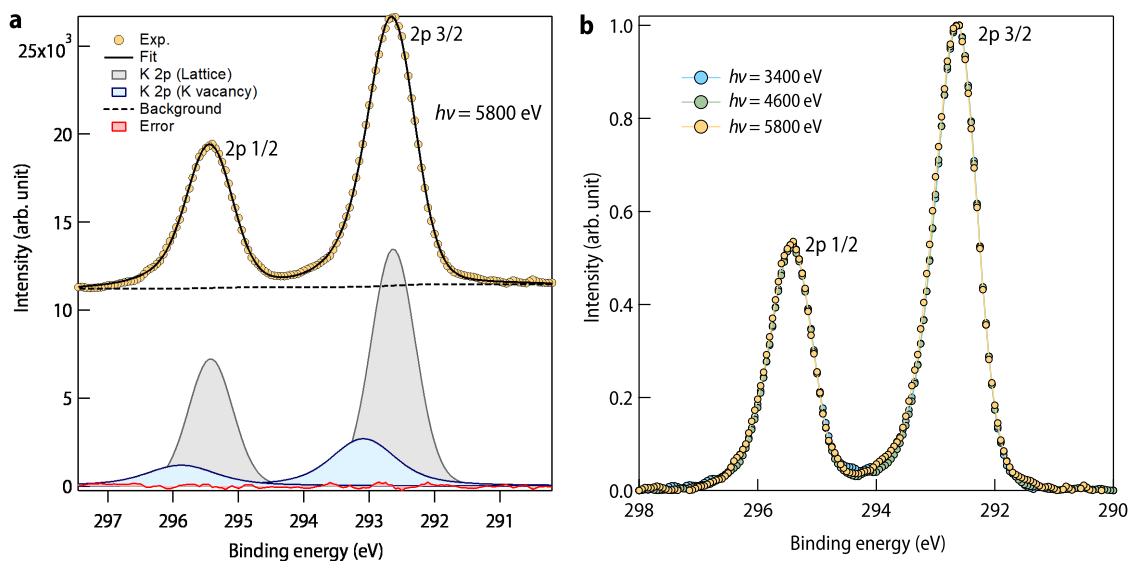 a
25x10³
20
15
10
5
0
Intensity (arb. unit)
Exp.
Fit
K 2p (Lattice)
K 2p (K vacancy)
Background
Error
2p 3/2
hν = 5800 eV
2p 1/2
297
296
295
294
293
292
291
Binding energy (eV)
b
1.0
0.8
0.6
0.4
0.2
0.0
Intensity (arb. unit)
hν = 3400 eV
hν = 4600 eV
hν = 5800 eV
2p 3/2
2p 1/2
298
296
294
292
290
Binding energy (eV)